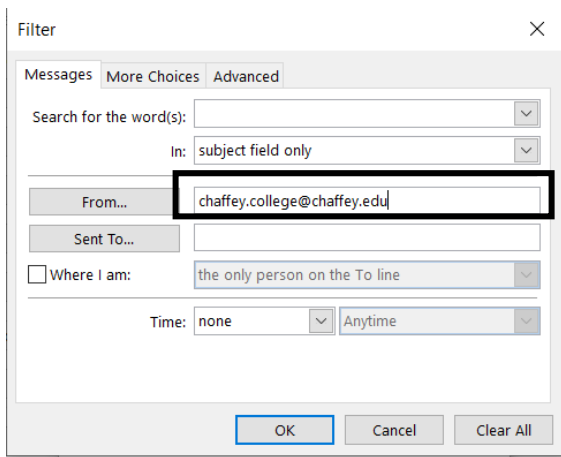 Filter
Messages More Choices Advanced
Search for the word(s):
In: subject field only
From... chaffey.college@chaffey.edu
Sent To...
Where I am: the only person on the To line
Time: none Anytime
OK Cancel Clear All